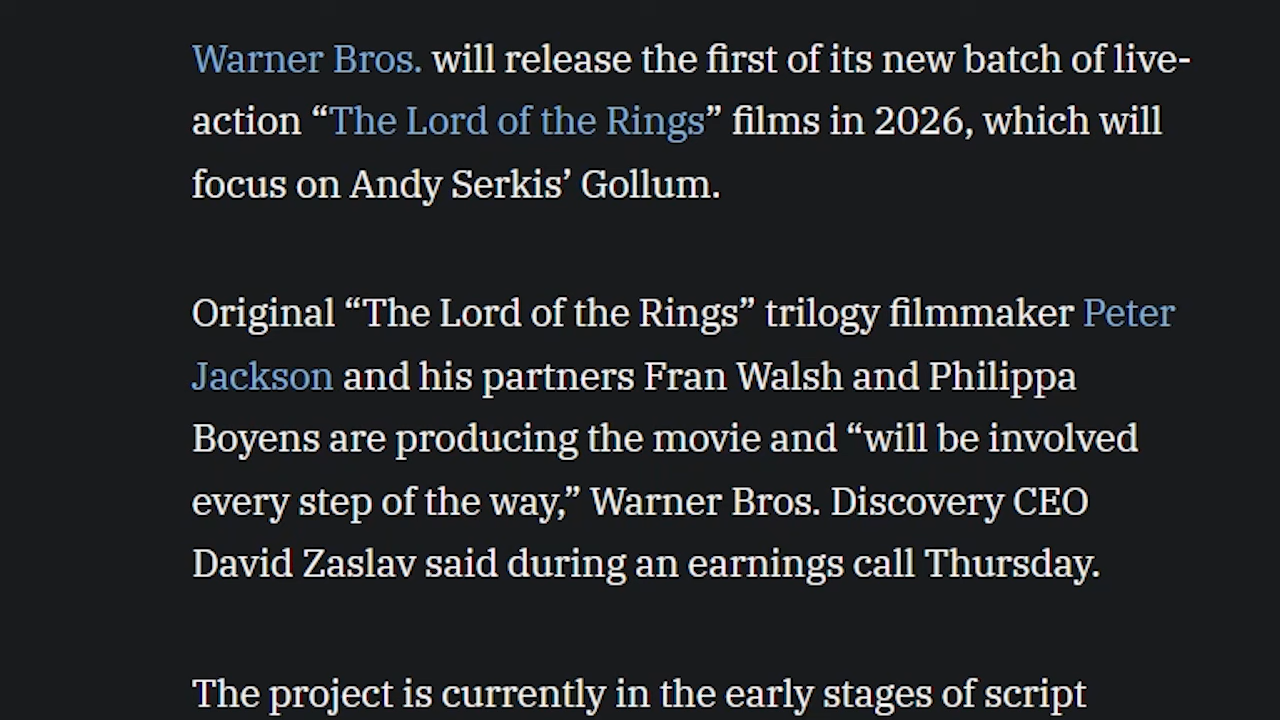 Warner Bros. will release the first of its new batch of live-
action “The Lord of the Rings” films in 2026, which will
focus on Andy Serkis’ Gollum.
Original “The Lord of the Rings” trilogy filmmaker Peter
Jackson and his partners Fran Walsh and Philippa
Boyens are producing the movie and “will be involved
every step of the way,” Warner Bros. Discovery CEO
David Zaslav said during an earnings call Thursday.
The project is currently in the early stages of script